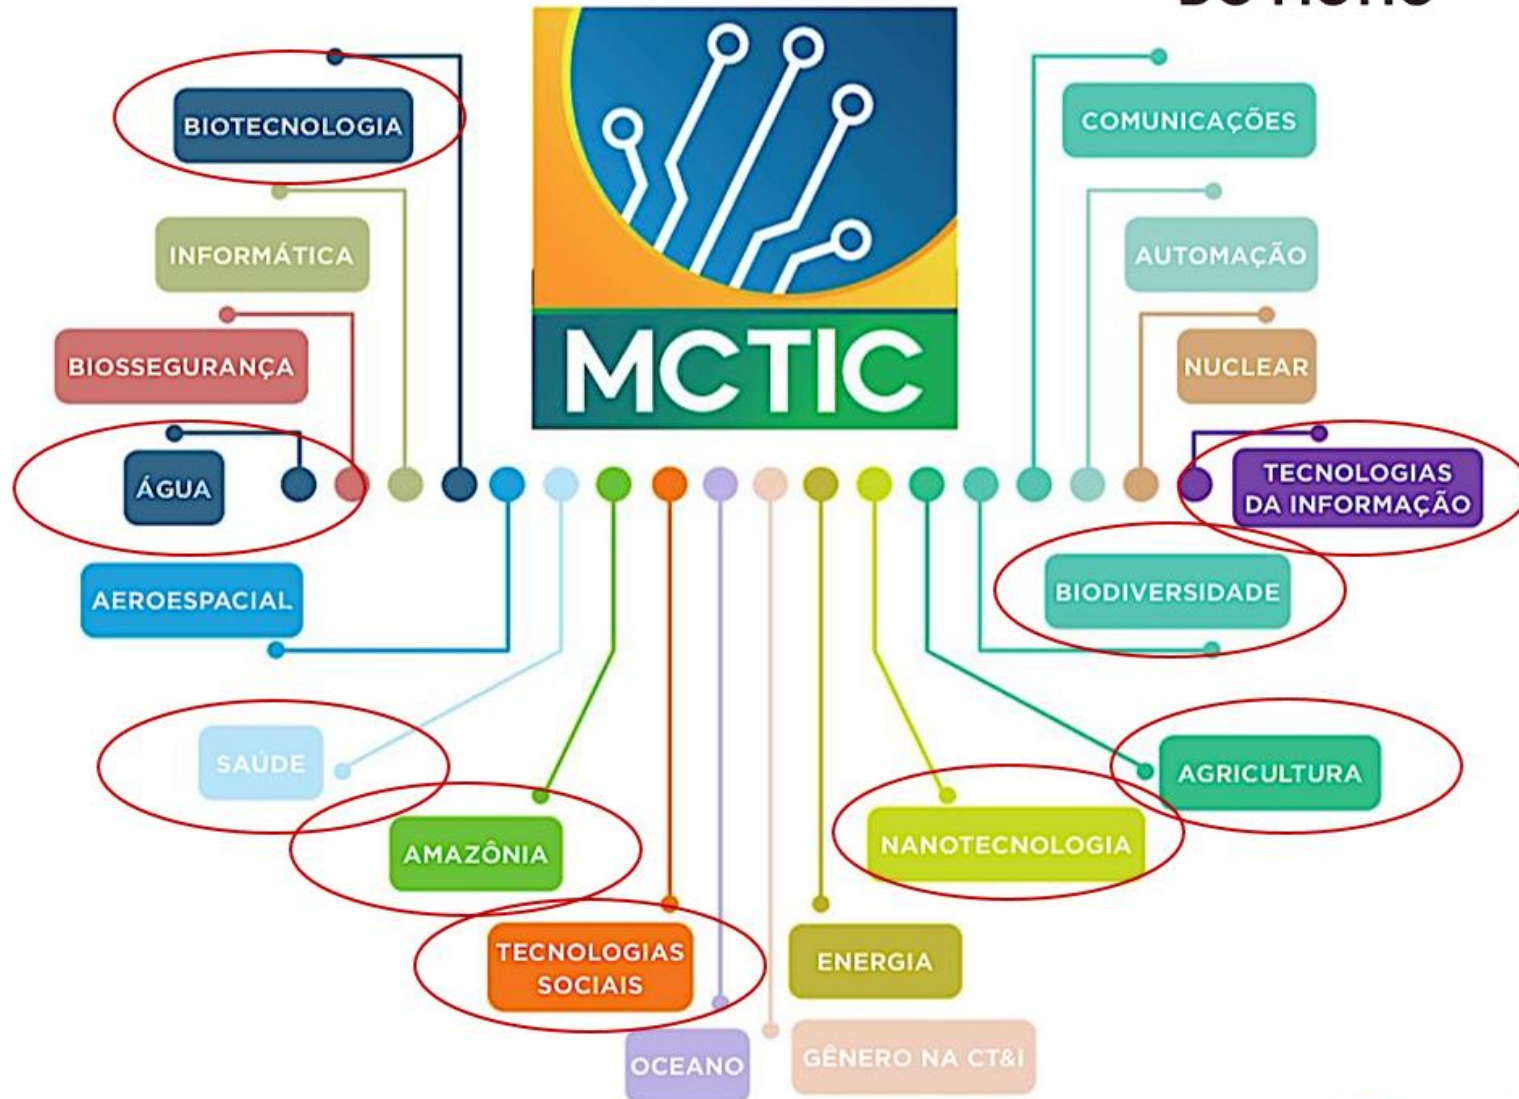 BIOTECNOLOGIA
INFORMÁTICA
BIOSSEGURANÇA
ÁGUA
AEROESPACIAL
SAÚDE
AMAZÔNIA
TECNOLOGIAS
SOCIAIS
OCEANO
MCTIC
COMUNICAÇÕES
AUTOMAÇÃO
NUCLEAR
TECNOLOGIAS
DA INFORMAÇÃO
BIODIVERSIDADE
AGRICULTURA
NANOTECNOLOGIA
ENERGIA
GÊNERO NA CT&I